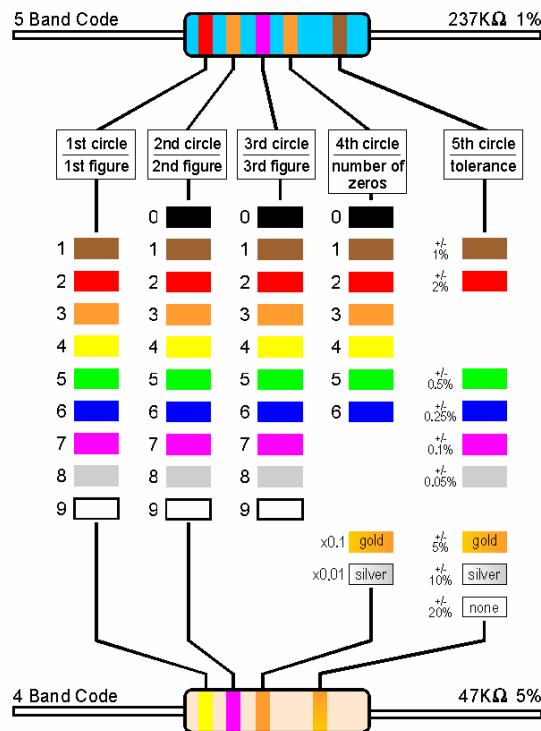 5 Band Code 237KΩ 1%
1st circle 2nd circle 3rd circle 4th circle 5th circle
1st figure 2nd figure 3rd figure number of zeros tolerance
0 0 0
1 1 1 1 +/- 1%
2 2 2 2 +/- 2%
3 3 3 3
4 4 4 4
5 5 5 5 +/- 0.5%
6 6 6 6 +/- 0.25%
7 7 7 +/- 0.1%
8 8 8 +/- 0.05%
9 9 9
x0.1 gold +/- 5% gold
x0.01 silver +/- 10% silver
+/- 20% none
4 Band Code 47KΩ 5%